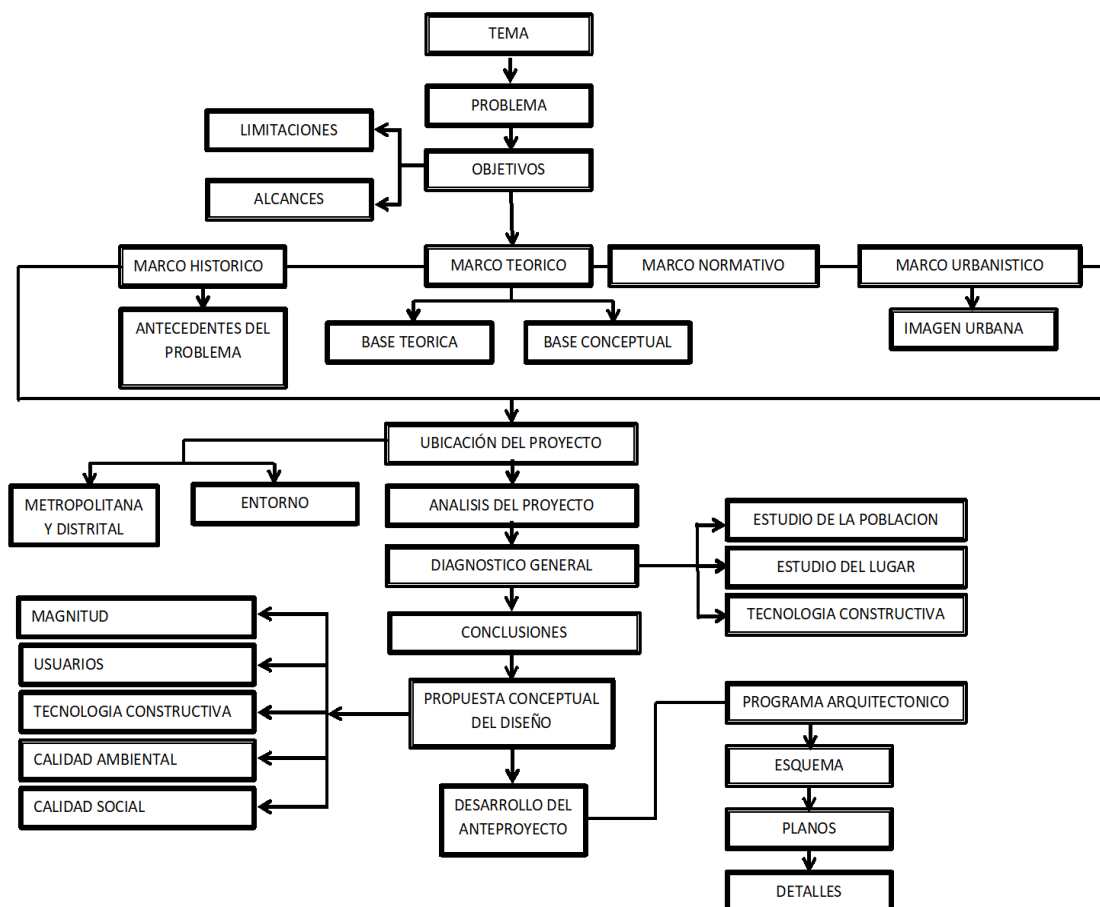 TEMA
PROBLEMA
LIMITACIONES
OBJETIVOS
ALCANCES
MARCO HISTORICO
MARCO TEORICO
MARCO NORMATIVO
MARCO URBANISTICO
ANTECEDENTES DEL
PROBLEMA
BASE TEORICA
BASE CONCEPTUAL
IMAGEN URBANA
UBICACIÓN DEL PROYECTO
METROPOLITANA
Y DISTRITAL
ENTORNO
ANALISIS DEL PROYECTO
DIAGNOSTICO GENERAL
ESTUDIO DE LA POBLACION
ESTUDIO DEL LUGAR
TECNOLOGIA CONSTRUCTIVA
CONCLUSIONES
MAGNITUD
USUARIOS
TECNOLOGIA CONSTRUCTIVA
CALIDAD AMBIENTAL
CALIDAD SOCIAL
PROPUESTA CONCEPTUAL
DEL DISEÑO
DESARROLLO DEL
ANTEPROYECTO
PROGRAMA ARQUITECTONICO
ESQUEMA
PLANOS
DETALLES